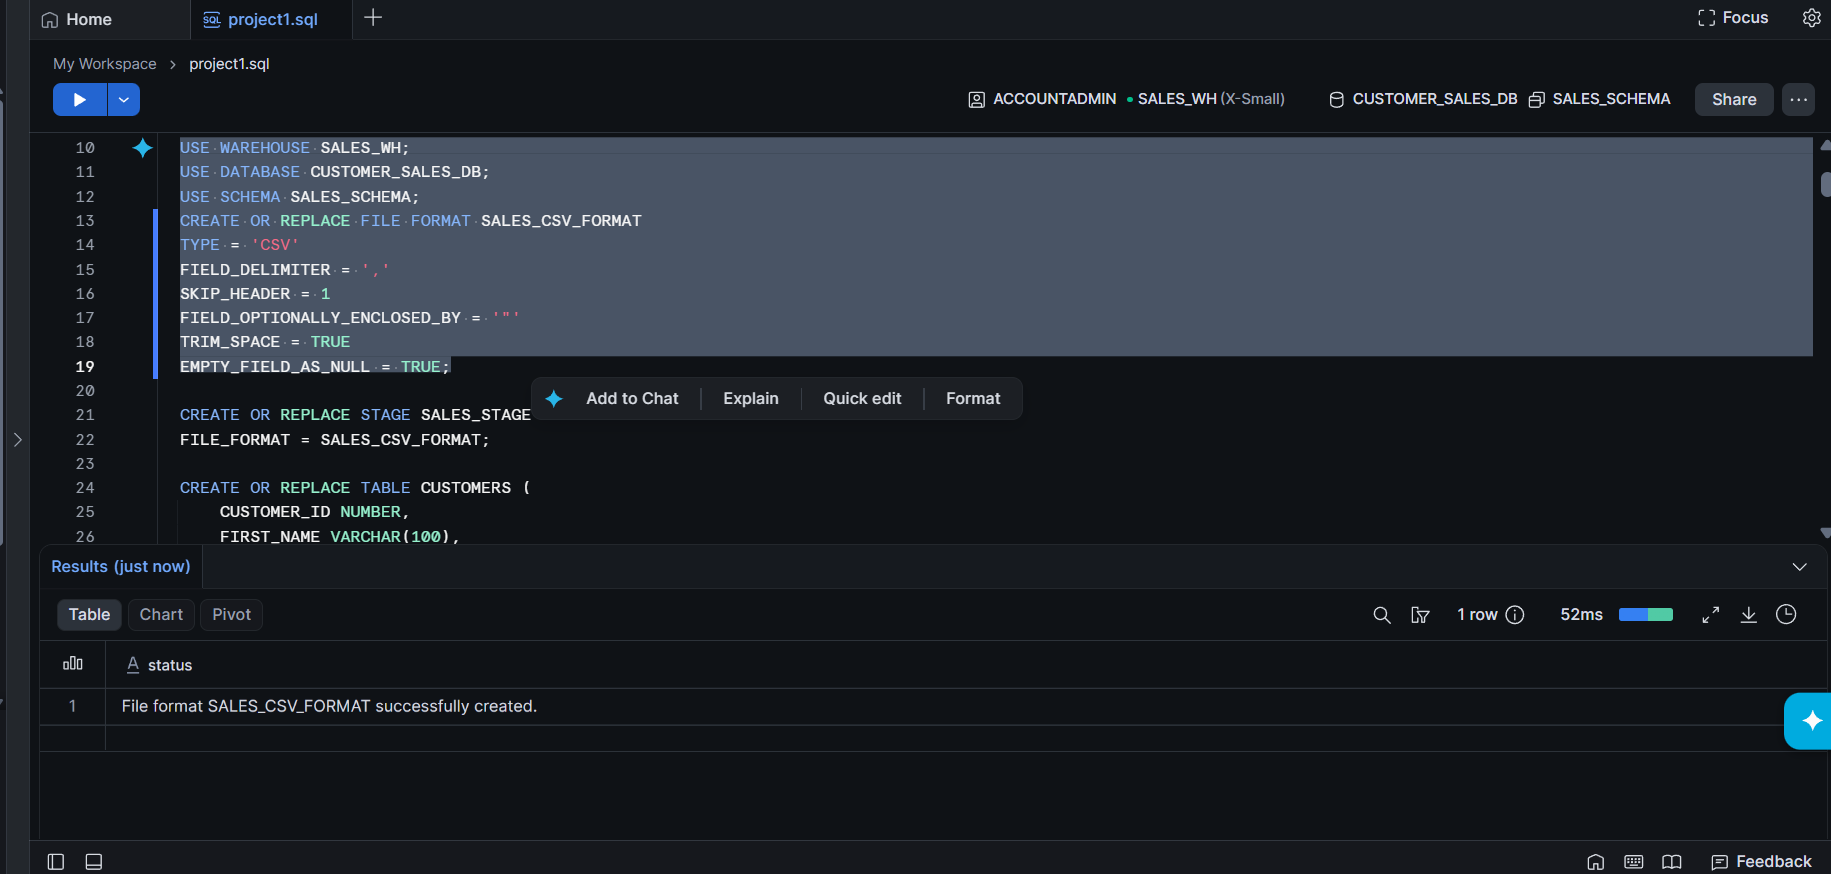 Home
SQL project1.sql
Focus
My Workspace > project1.sql
ACCOUNTADMIN SALES_WH (X-Small) CUSTOMER_SALES_DB SALES_SCHEMA Share ...
10 USE WAREHOUSE SALES_WH;
11 USE DATABASE CUSTOMER_SALES_DB;
12 USE SCHEMA SALES_SCHEMA;
13 CREATE OR REPLACE FILE FORMAT SALES_CSV_FORMAT
14 TYPE = 'CSV'
15 FIELD_DELIMITER = ','
16 SKIP_HEADER = 1
17 FIELD_OPTIONALLY_ENCLOSED_BY = '"'
18 TRIM_SPACE = TRUE
19 EMPTY_FIELD_AS_NULL = TRUE;
20
Add to Chat Explain Quick edit Format
21 CREATE OR REPLACE STAGE SALES_STAGE
22 FILE_FORMAT = SALES_CSV_FORMAT;
23
24 CREATE OR REPLACE TABLE CUSTOMERS (
25 CUSTOMER_ID NUMBER,
26 FIRST_NAME VARCHAR(100),
Results (just now)
Table Chart Pivot
1 row 52ms
A status
1 File format SALES_CSV_FORMAT successfully created.
Feedback